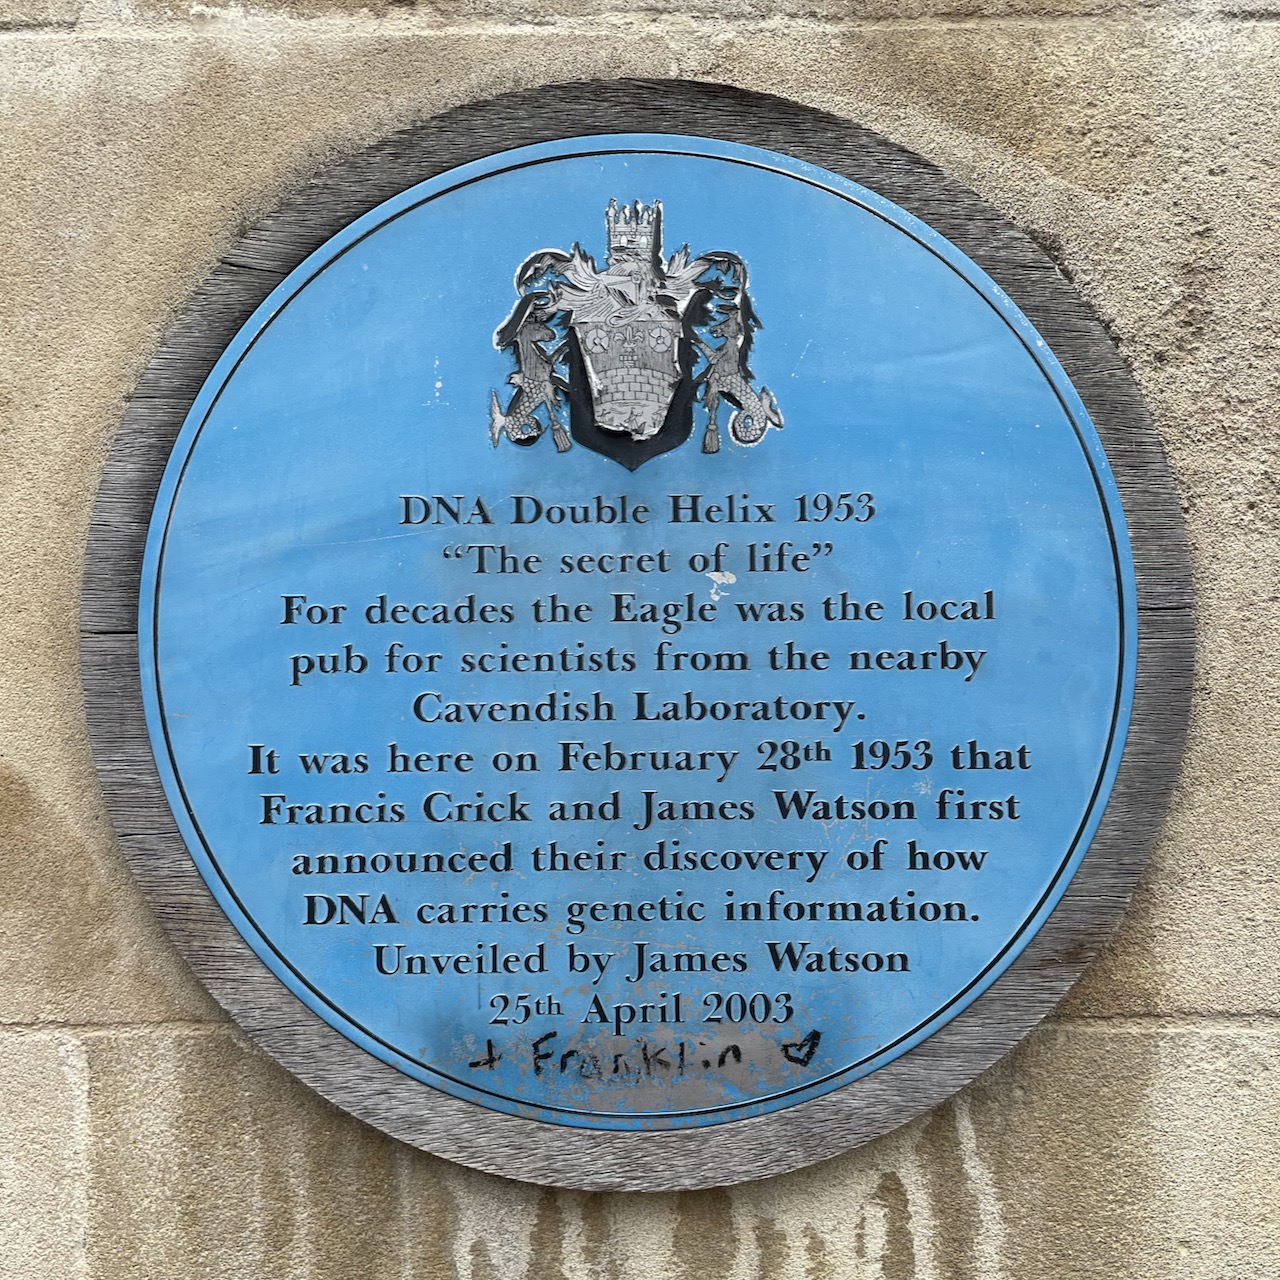 DNA Double Helix 1953
“The secret of life”
For decades the Eagle was the local
pub for scientists from the nearby
Cavendish Laboratory.
It was here on February 28th 1953 that
Francis Crick and James Watson first
announced their discovery of how
DNA carries genetic information.
Unveiled by James Watson
25th April 2003
+ Franklin ♡